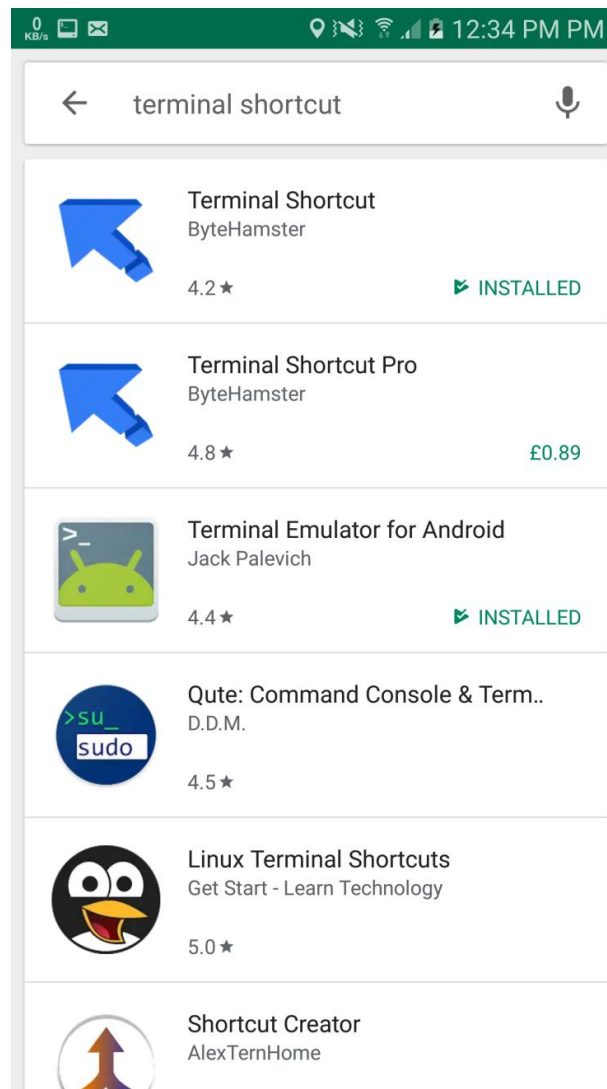 0
KB/s
12:34 PM PM
terminal shortcut
Terminal Shortcut
ByteHamster
4.2★
INSTALLED
Terminal Shortcut Pro
ByteHamster
4.8★
£0.89
>_
Terminal Emulator for Android
Jack Palevich
4.4★
INSTALLED
>su_
sudo
Qute: Command Console & Term..
D.D.M.
4.5★
Linux Terminal Shortcuts
Get Start - Learn Technology
5.0★
Shortcut Creator
AlexTernHome